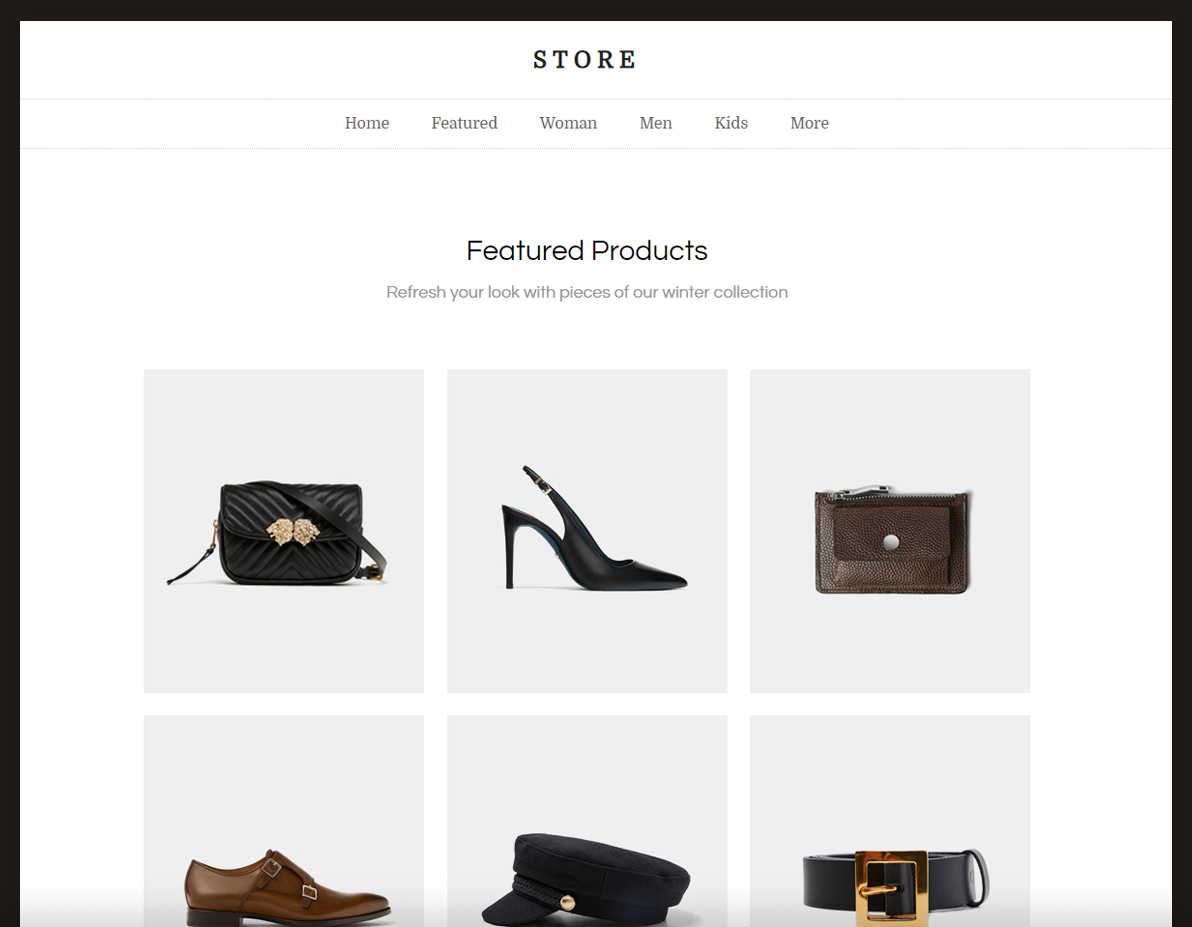 STORE
Home Featured Woman Men Kids More
Featured Products
Refresh your look with pieces of our winter collection